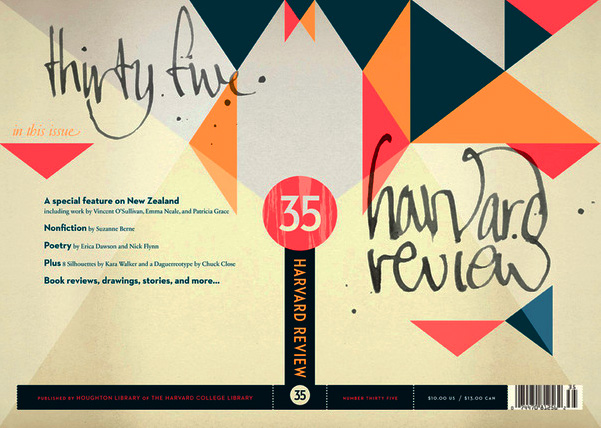 thirty five.
in this issue
A special feature on New Zealand
including work by Vincent O'Sullivan, Emma Neale, and Patricia Grace
Nonfiction by Suzanne Berne
Poetry by Erica Dawson and Nick Flynn
Plus 8 Silhouettes by Kara Walker and a Daguerreotype by Chuck Close
Book reviews, drawings, stories, and more...
35
HARVARD REVIEW
35
harvard
review
PUBLISHED BY HOUGHTON LIBRARY OF THE HARVARD COLLEGE LIBRARY
NUMBER THIRTY FIVE
$10.00 US / $13.00 CAN
35